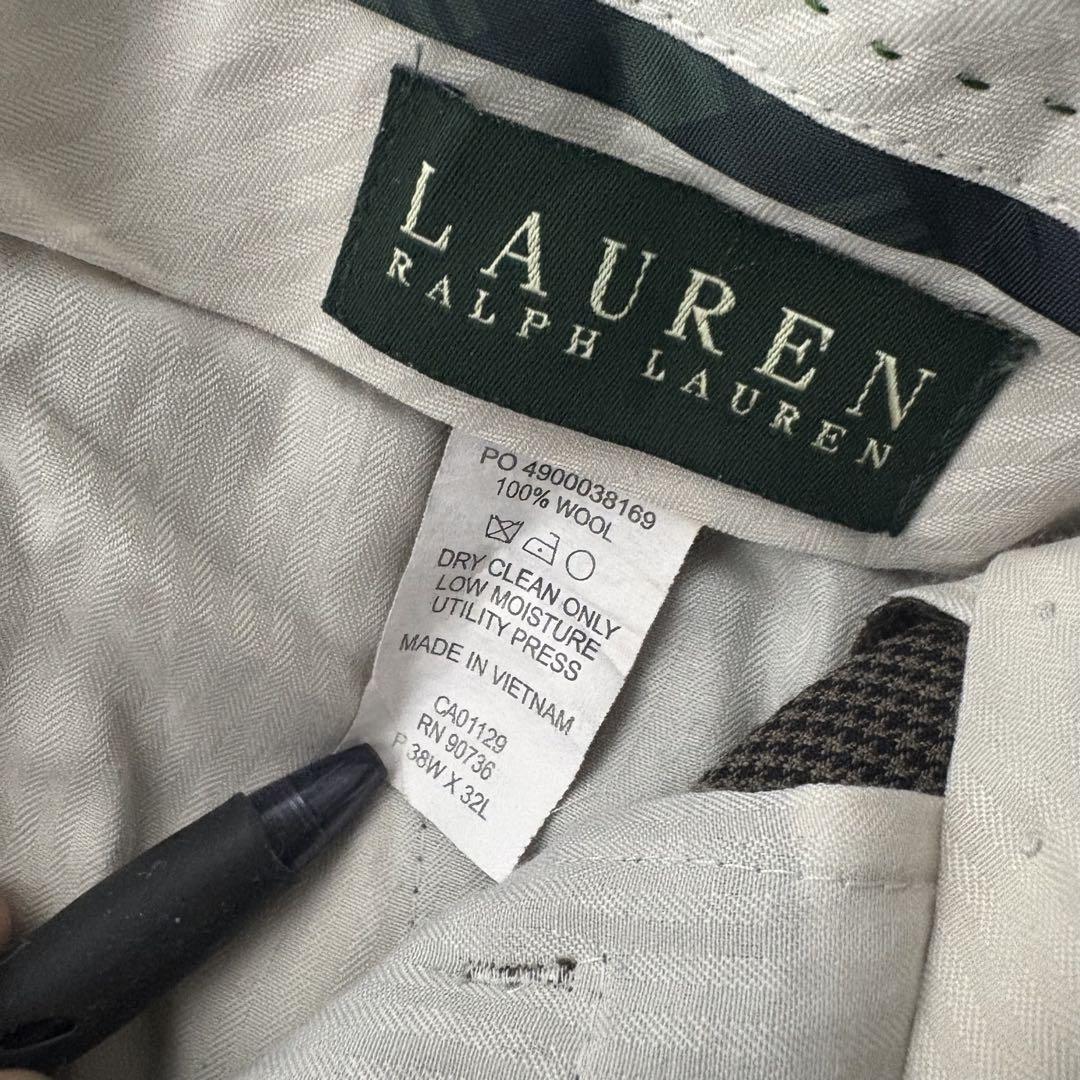 LAUREN
RALPH LAUREN
PO 4900038169
100% WOOL
DRY CLEAN ONLY
LOW MOISTURE
UTILITY PRESS
MADE IN VIETNAM
CA01129
RN 90736
P 38W X 32L